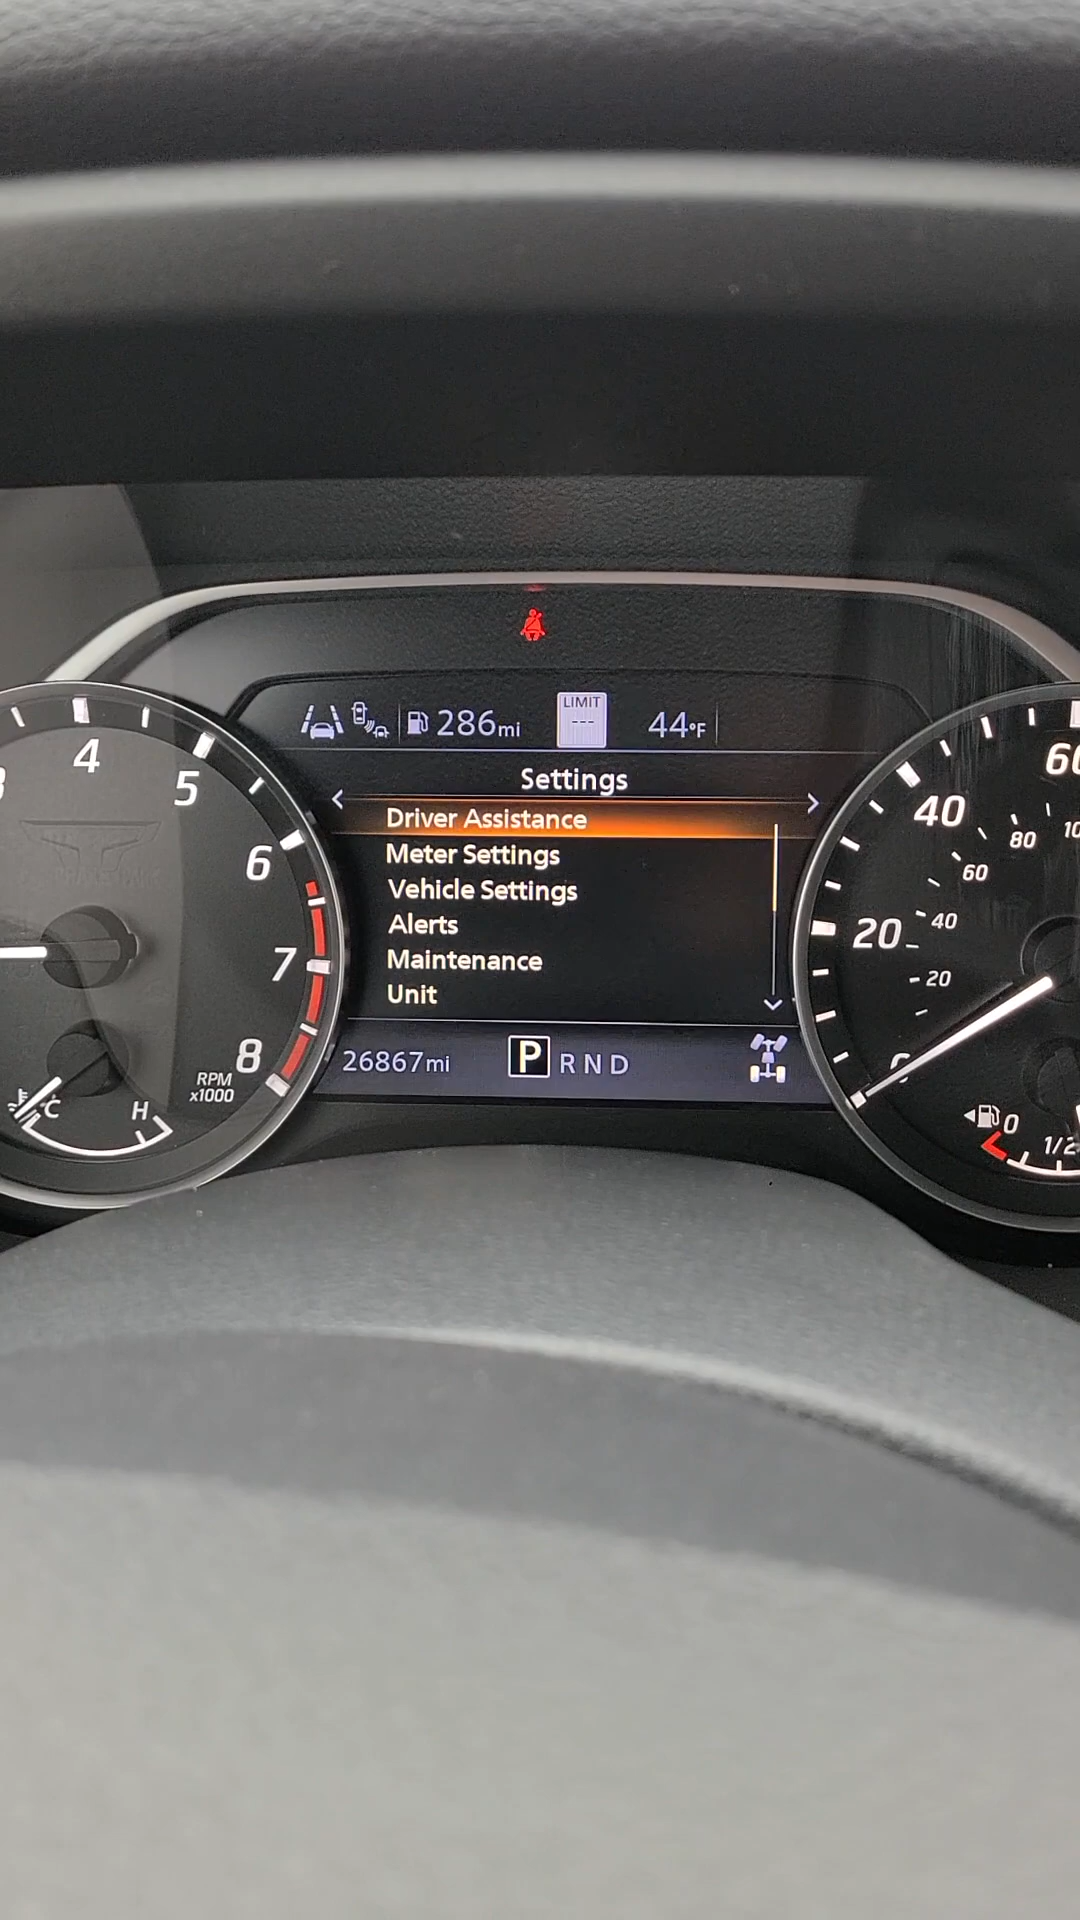 LIMIT
286mi --- 44°F
Settings
Driver Assistance
Meter Settings
Vehicle Settings
Alerts
Maintenance
Unit
26867mi P R N D
4
5
6
7
8
RPM
x1000
C H
60
40
20
80
60
40
20
0
1/2